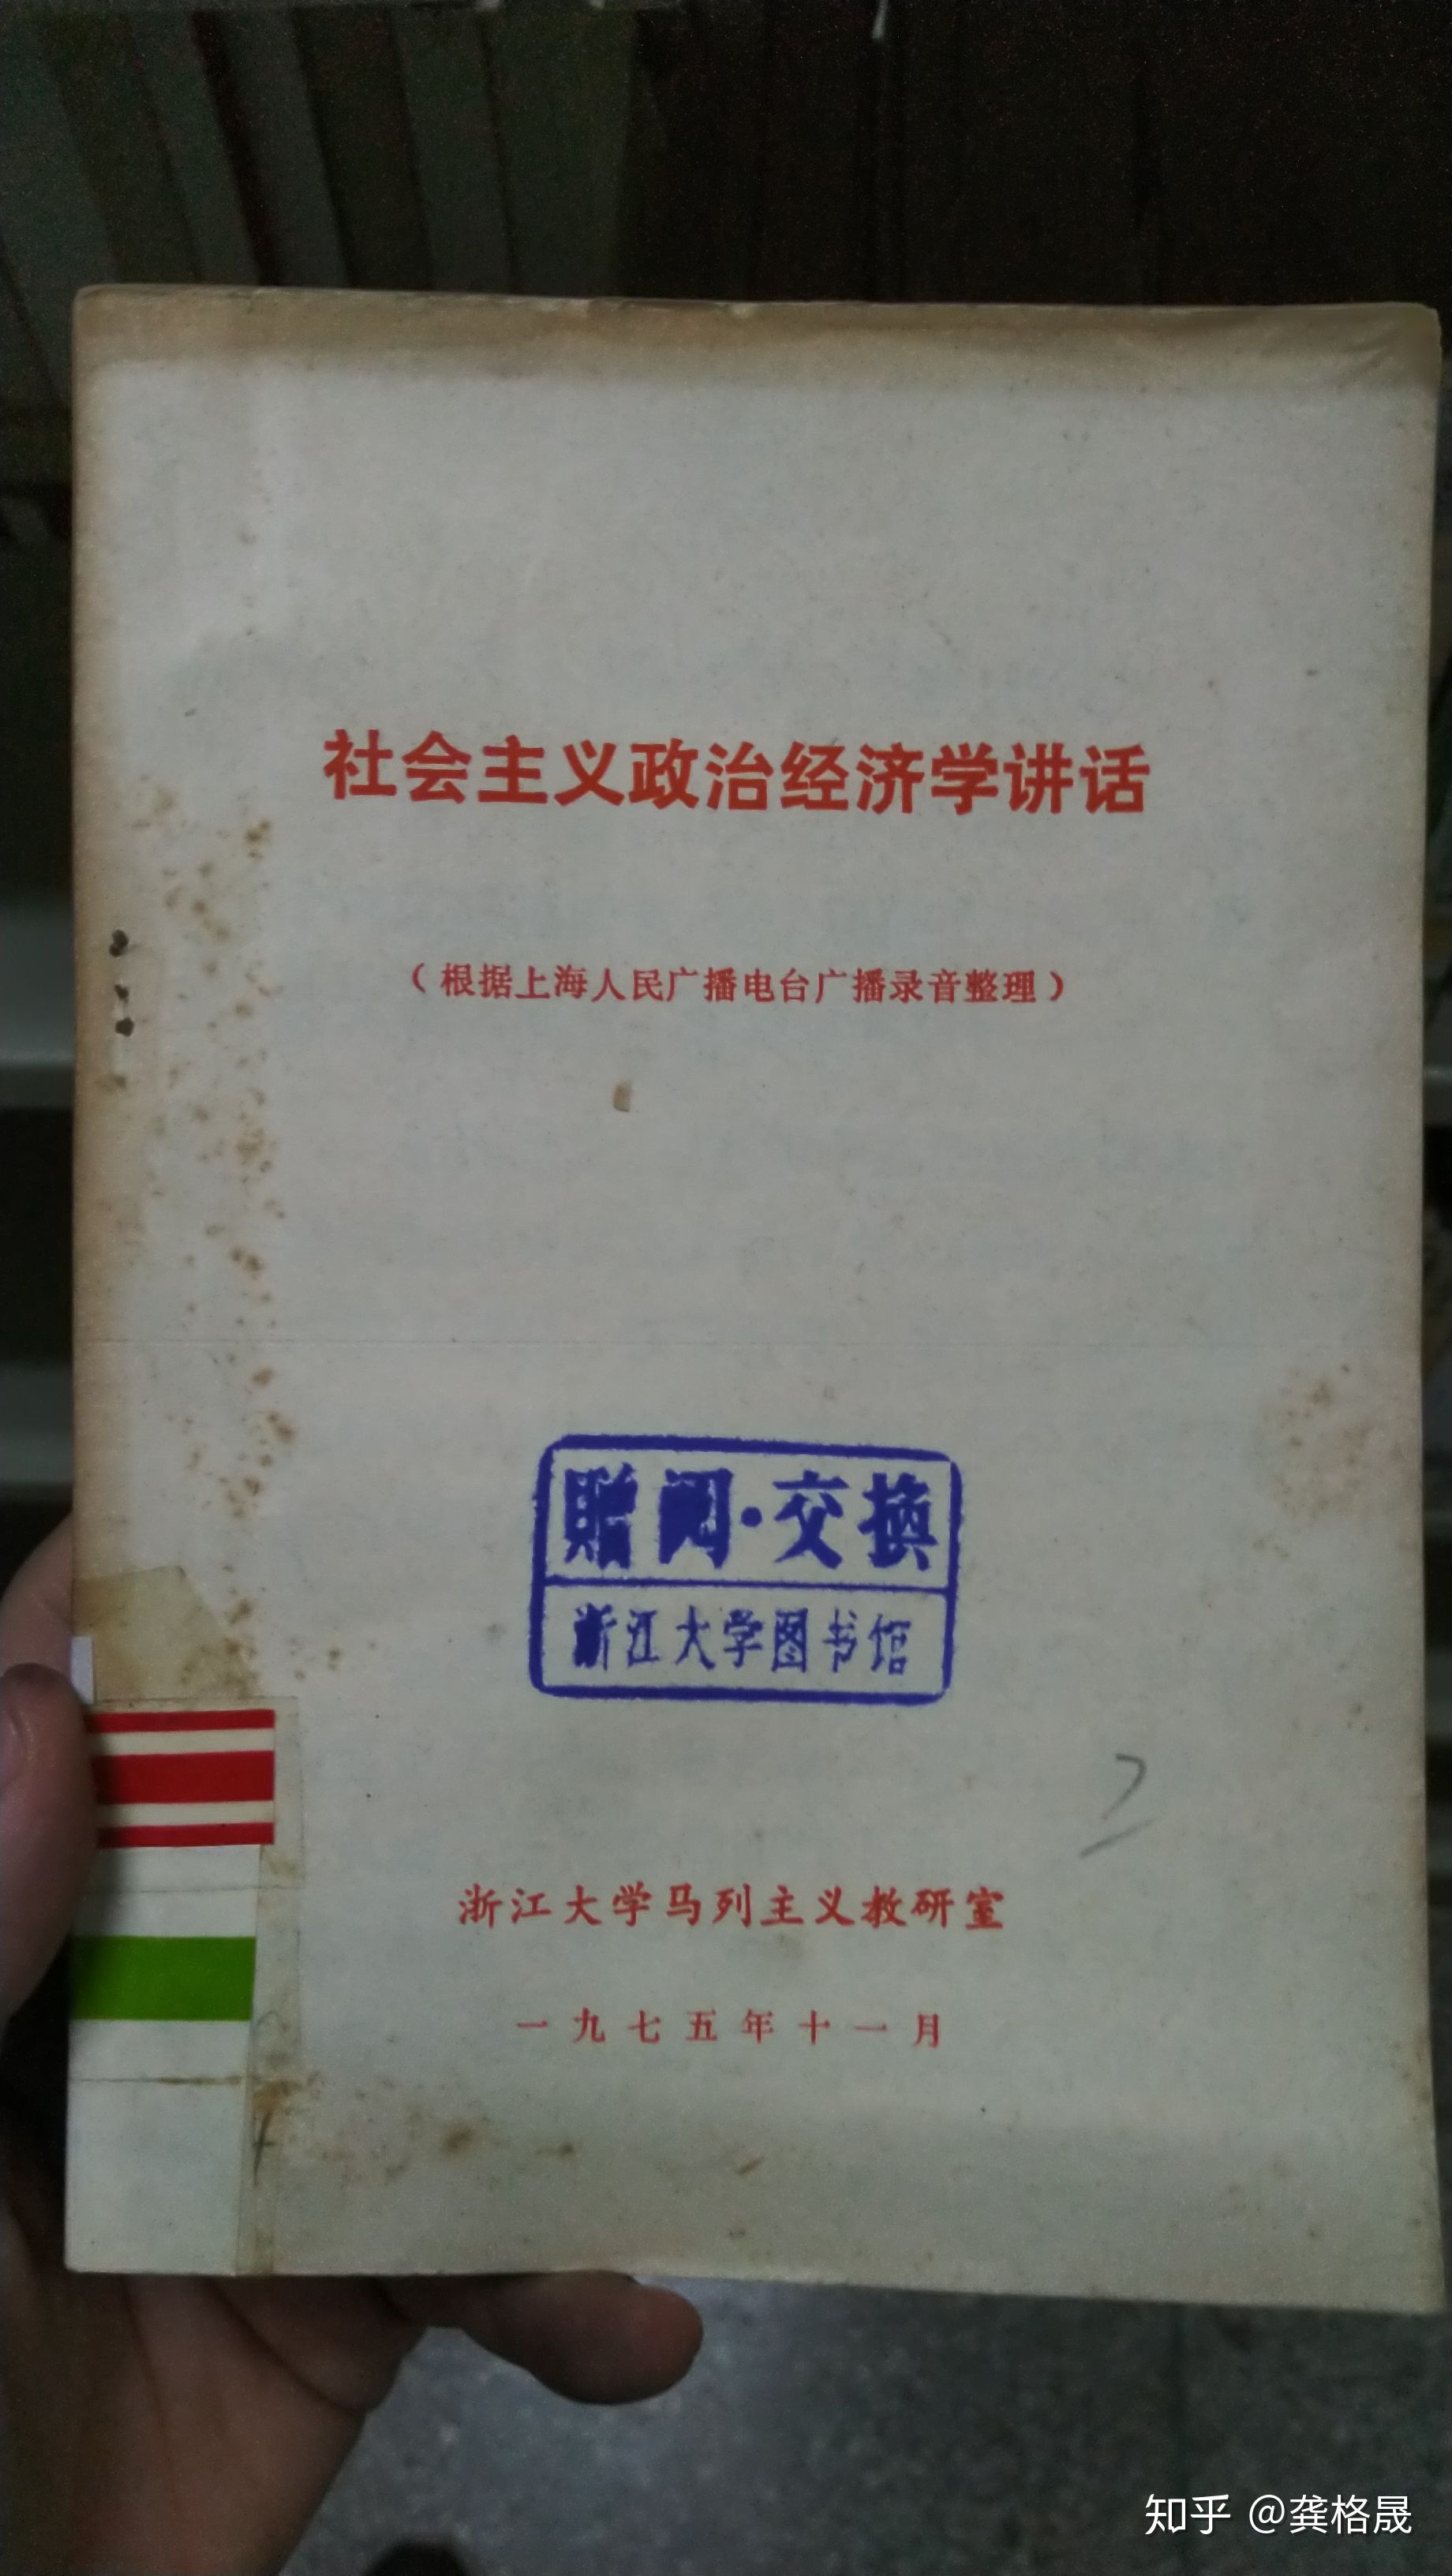 社会主义政治经济学讲话
（根据上海人民广播电台广播录音整理）
贈阅·交换
浙江大学图书馆
浙江大学马列主义教研室
一九七五年十一月
知乎 @龚格晟